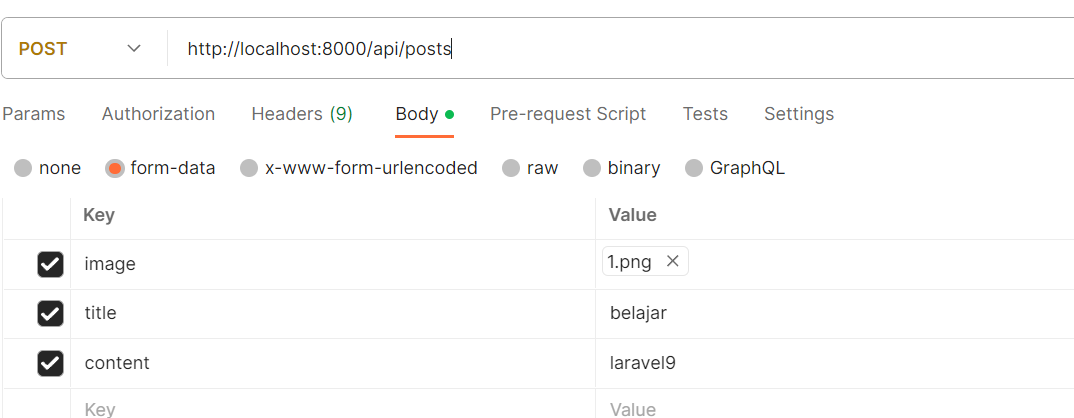 POST http://localhost:8000/api/posts
Params Authorization Headers (9) Body Pre-request Script Tests Settings
none form-data x-www-form-urlencoded raw binary GraphQL
Key Value
image 1.png
title belajar
content laravel9
Key Value